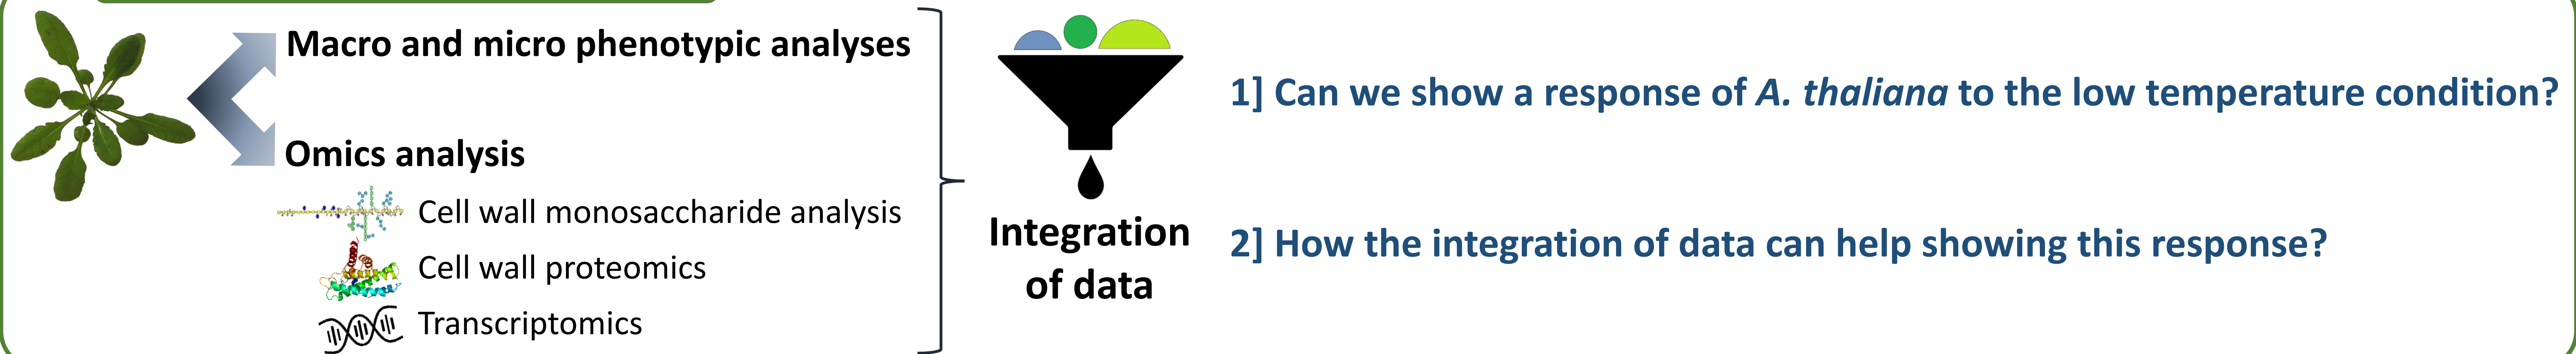 Macro and micro phenotypic analyses
Omics analysis
Cell wall monosaccharide analysis
Cell wall proteomics
Transcriptomics
Integration
of data
1] Can we show a response of A. thaliana to the low temperature condition?
2] How the integration of data can help showing this response?